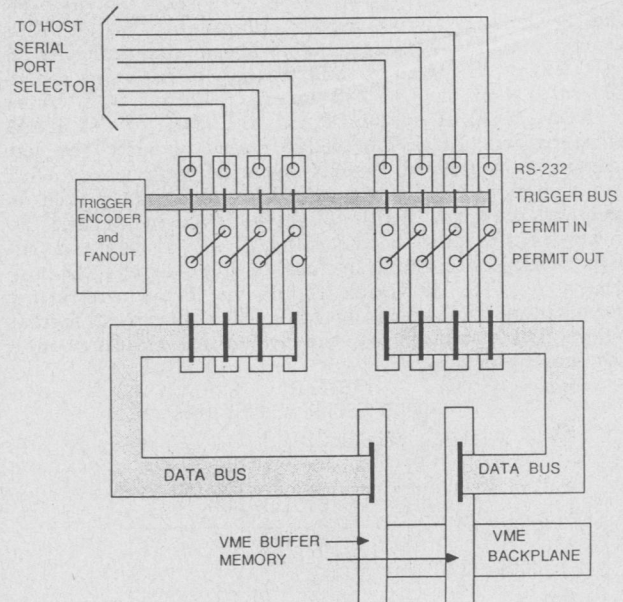 TO HOST
SERIAL
PORT
SELECTOR
RS-232
TRIGGER BUS
TRIGGER
ENCODER
and
FANOUT
PERMIT IN
PERMIT OUT
DATA BUS
DATA BUS
VME BUFFER
MEMORY
VME
BACKPLANE